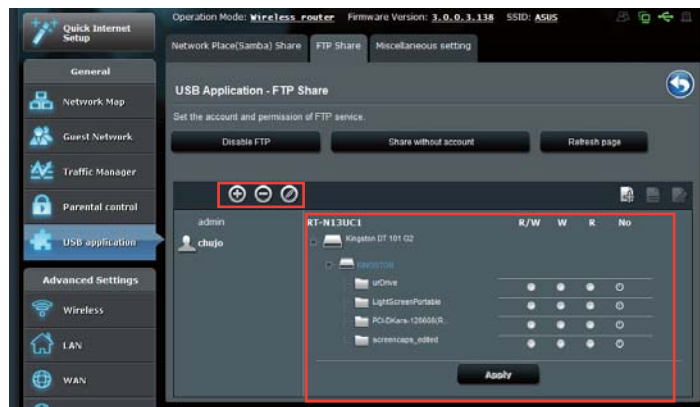 Quick Internet Setup
Operation Mode: Wireless router Firmware Version: 3.0.0.3.138 SSID: ASUS
Network Place(Samba) Share FTP Share Miscellaneous setting
General
Network Map
Guest Network
Traffic Manager
Parental control
USB application
Advanced Settings
Wireless
LAN
WAN
USB Application - FTP Share
Set the account and permission of FTP service.
Disable FTP Share without account Refresh page
admin
chujo
RT-N13UC1 R/W W R No
Kingston DT 101 G2
KINGSTON
urDrive
LightScreenPortable
PCI-DKara-120608(R...
screencaps_edited
Apply